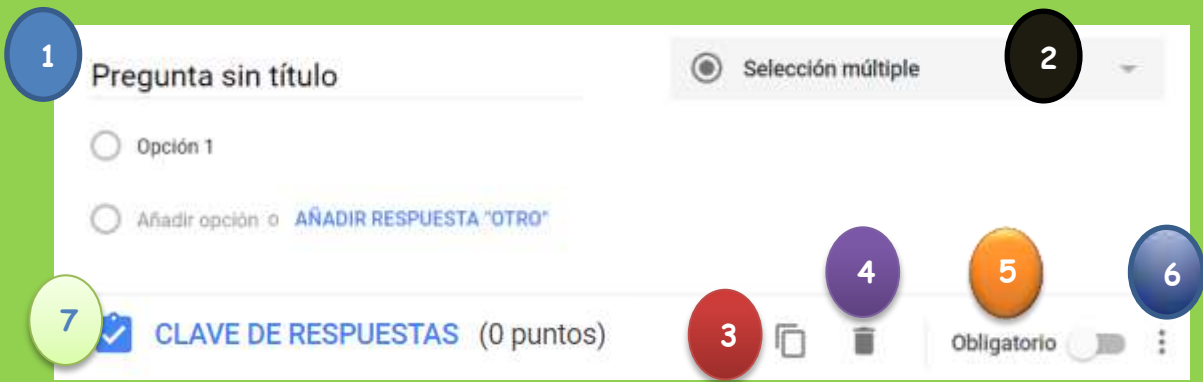 1
Pregunta sin título
Selección múltiple
2
Opción 1
Añadir opción o AÑADIR RESPUESTA "OTRO"
4
5
6
7
CLAVE DE RESPUESTAS (0 puntos)
3
Obligatorio